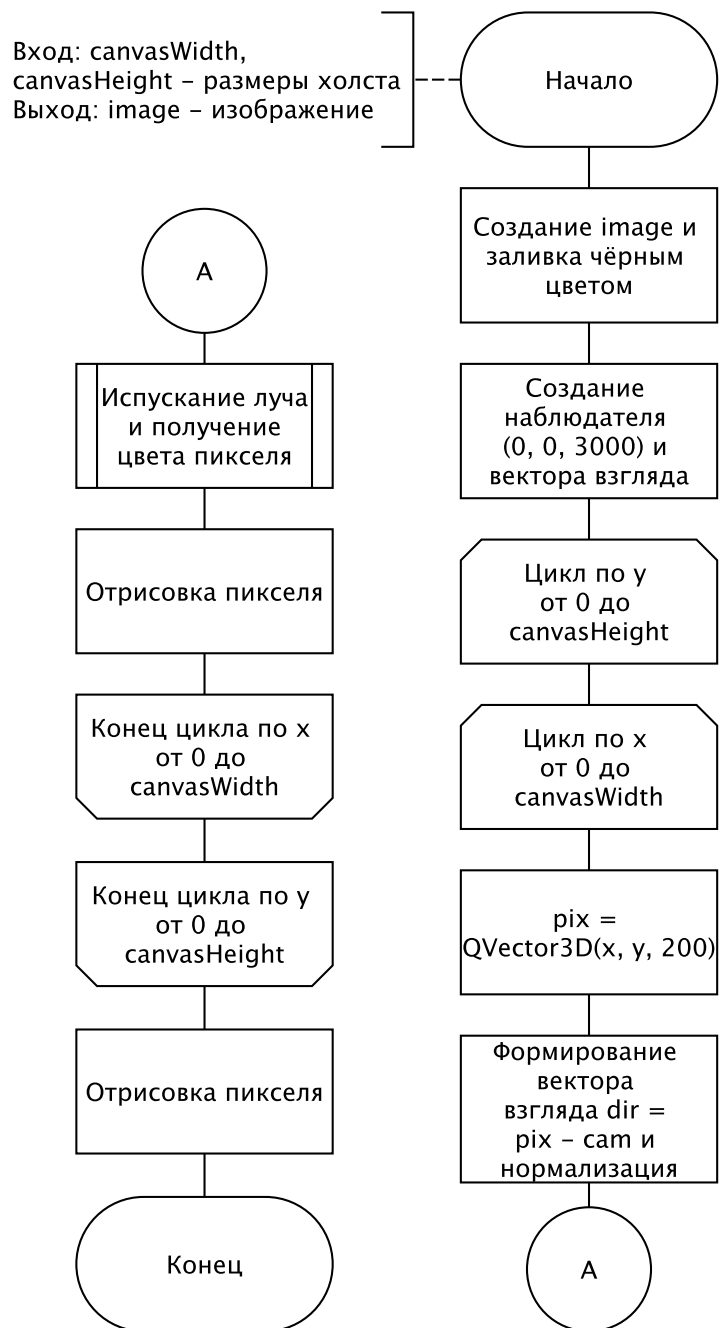 Вход: canvasWidth,
canvasHeight – размеры холста
Выход: image – изображение
Начало
Создание image и
заливка чёрным
цветом
Создание
наблюдателя
(0, 0, 3000) и
вектора взгляда
Цикл по y
от 0 до
canvasHeight
Цикл по x
от 0 до
canvasWidth
pix =
QVector3D(x, y, 200)
Формирование
вектора
взгляда dir =
pix – cam и
нормализация
A
A
Испускание луча
и получение
цвета пикселя
Отрисовка пикселя
Конец цикла по x
от 0 до
canvasWidth
Конец цикла по y
от 0 до
canvasHeight
Отрисовка пикселя
Конец